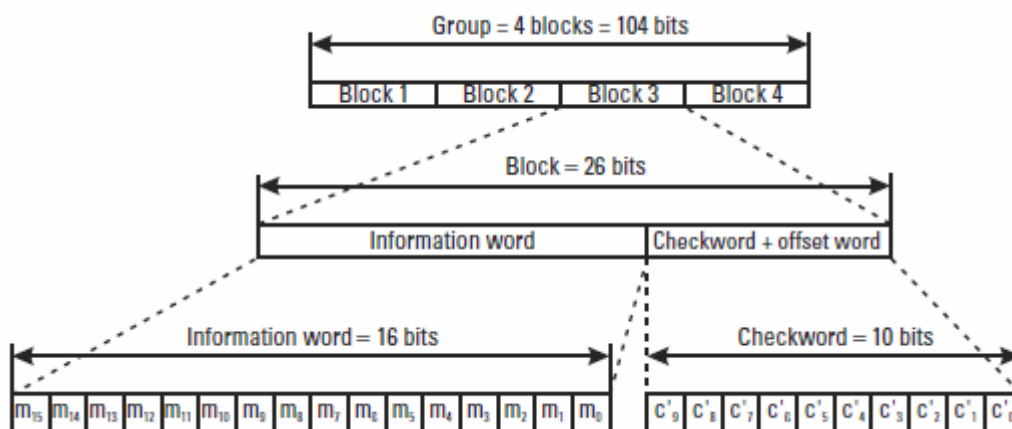 Group = 4 blocks = 104 bits
Block 1 Block 2 Block 3 Block 4
Block = 26 bits
Information word Checkword + offset word
Information word = 16 bits Checkword = 10 bits
m₁₅ m₁₄ m₁₃ m₁₂ m₁₁ m₁₀ m₉ m₈ m₇ m₆ m₅ m₄ m₃ m₂ m₁ m₀ c'₉ c'₈ c'₇ c'₆ c'₅ c'₄ c'₃ c'₂ c'₁ c'₀